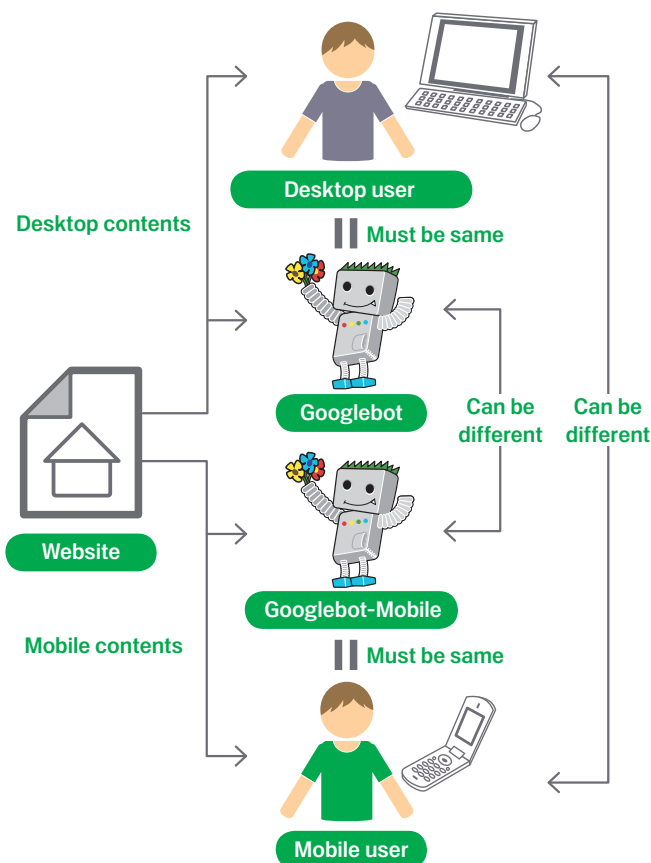 Desktop user
Desktop contents
Must be same
Googlebot
Can be
different
Can be
different
Website
Googlebot-Mobile
Mobile contents
Must be same
Mobile user